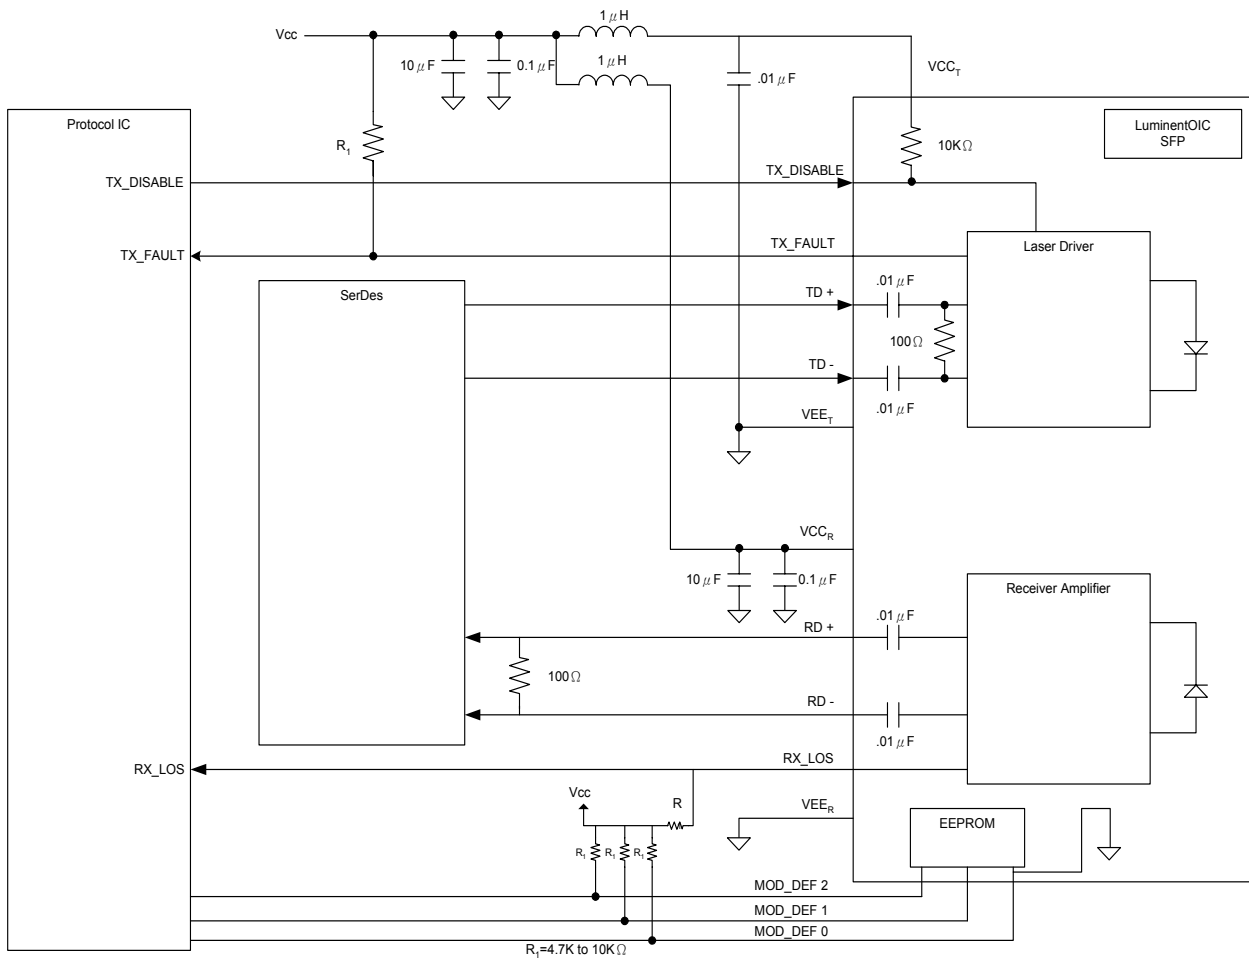 1 μH
Vcc
10 μF
0.1 μF
1 μH
.01 μF
VCC_T
Protocol IC
LuminentOIC
SFP
R_1
10KΩ
TX_DISABLE
TX_DISABLE
TX_FAULT
TX_FAULT
Laser Driver
SerDes
.01 μF
TD +
100Ω
TD -
.01 μF
VEE_T
VCC_R
10 μF
0.1 μF
Receiver Amplifier
.01 μF
RD +
100Ω
RD -
.01 μF
RX_LOS
RX_LOS
Vcc
R
VEE_R
EEPROM
R_1
R_1
R_1
MOD_DEF 2
MOD_DEF 1
MOD_DEF 0
R_1=4.7K to 10KΩ